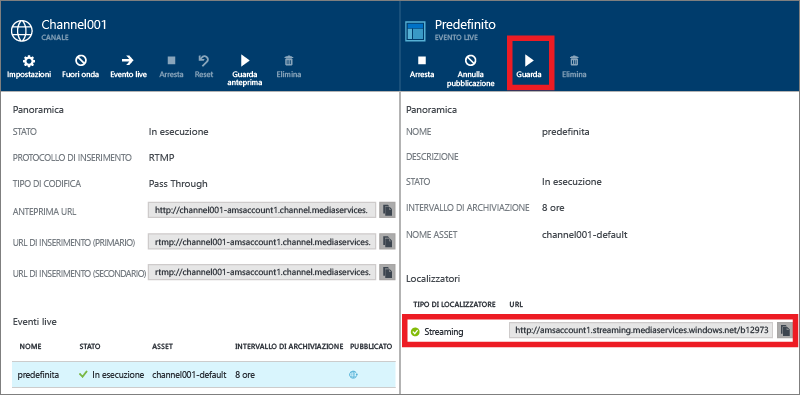 Channel001
CANALE
Impostazioni Fuori onda Evento live Arresta Reset Guarda anteprima Elimina
Panoramica
STATO In esecuzione
PROTOCOLLO DI INSERIMENTO RTMP
TIPO DI CODIFICA Pass Through
ANTEPRIMA URL http://channel001-amsaccount1.channel.mediaservices.
URL DI INSERIMENTO (PRIMARIO) rtmp://channel001-amsaccount1.channel.mediaservices.
URL DI INSERIMENTO (SECONDARIO) rtmp://channel001-amsaccount1.channel.mediaservices.
Eventi live
NOME STATO ASSET INTERVALLO DI ARCHIVIAZIONE PUBBLICATO
predefinita In esecuzione channel001-default 8 ore
Predefinito
EVENTO LIVE
Arresta Annulla pubblicazione Guarda Elimina
Panoramica
NOME predefinita
DESCRIZIONE
STATO In esecuzione
INTERVALLO DI ARCHIVIAZIONE 8 ore
NOME ASSET channel001-default
Localizzatori
TIPO DI LOCALIZZATORE URL
Streaming http://amsaccount1.streaming.mediaservices.windows.net/b12973